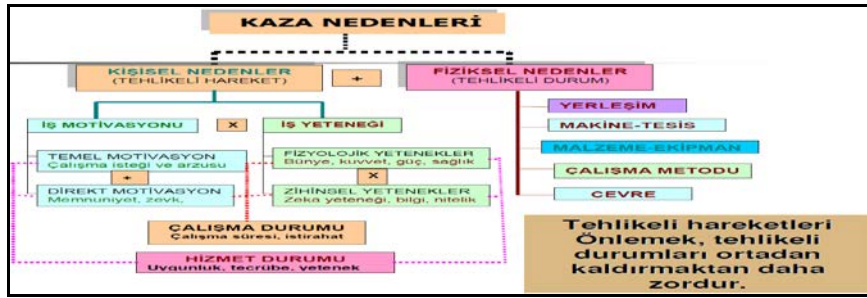 KAZA NEDENLERİ
KİŞİSEL NEDENLER
(TEHLİKELİ HAREKET)
+
FİZİKSEL NEDENLER
(TEHLİKELİ DURUM)
İŞ MOTİVASYONU
X
İŞ YETENEĞİ
TEMEL MOTİVASYON
Çalışma isteği ve arzusu
+
DİREKT MOTİVASYON
Memnuniyet, zevk,
FİZYOLOJİK YETENEKLER
Bünye, kuvvet, güç, sağlık
X
ZİHİNSEL YETENEKLER
Zeka yeteneği, bilgi, nitelik
ÇALIŞMA DURUMU
Çalışma süresi, istirahat
HİZMET DURUMU
Uygunluk, tecrübe, yetenek
YERLEŞİM
MAKİNE-TESİS
MALZEME-EKİPMAN
ÇALIŞMA METODU
ÇEVRE
Tehlikeli hareketleri
Önlemek, tehlikeli
durumları ortadan
kaldırmaktan daha
zordur.